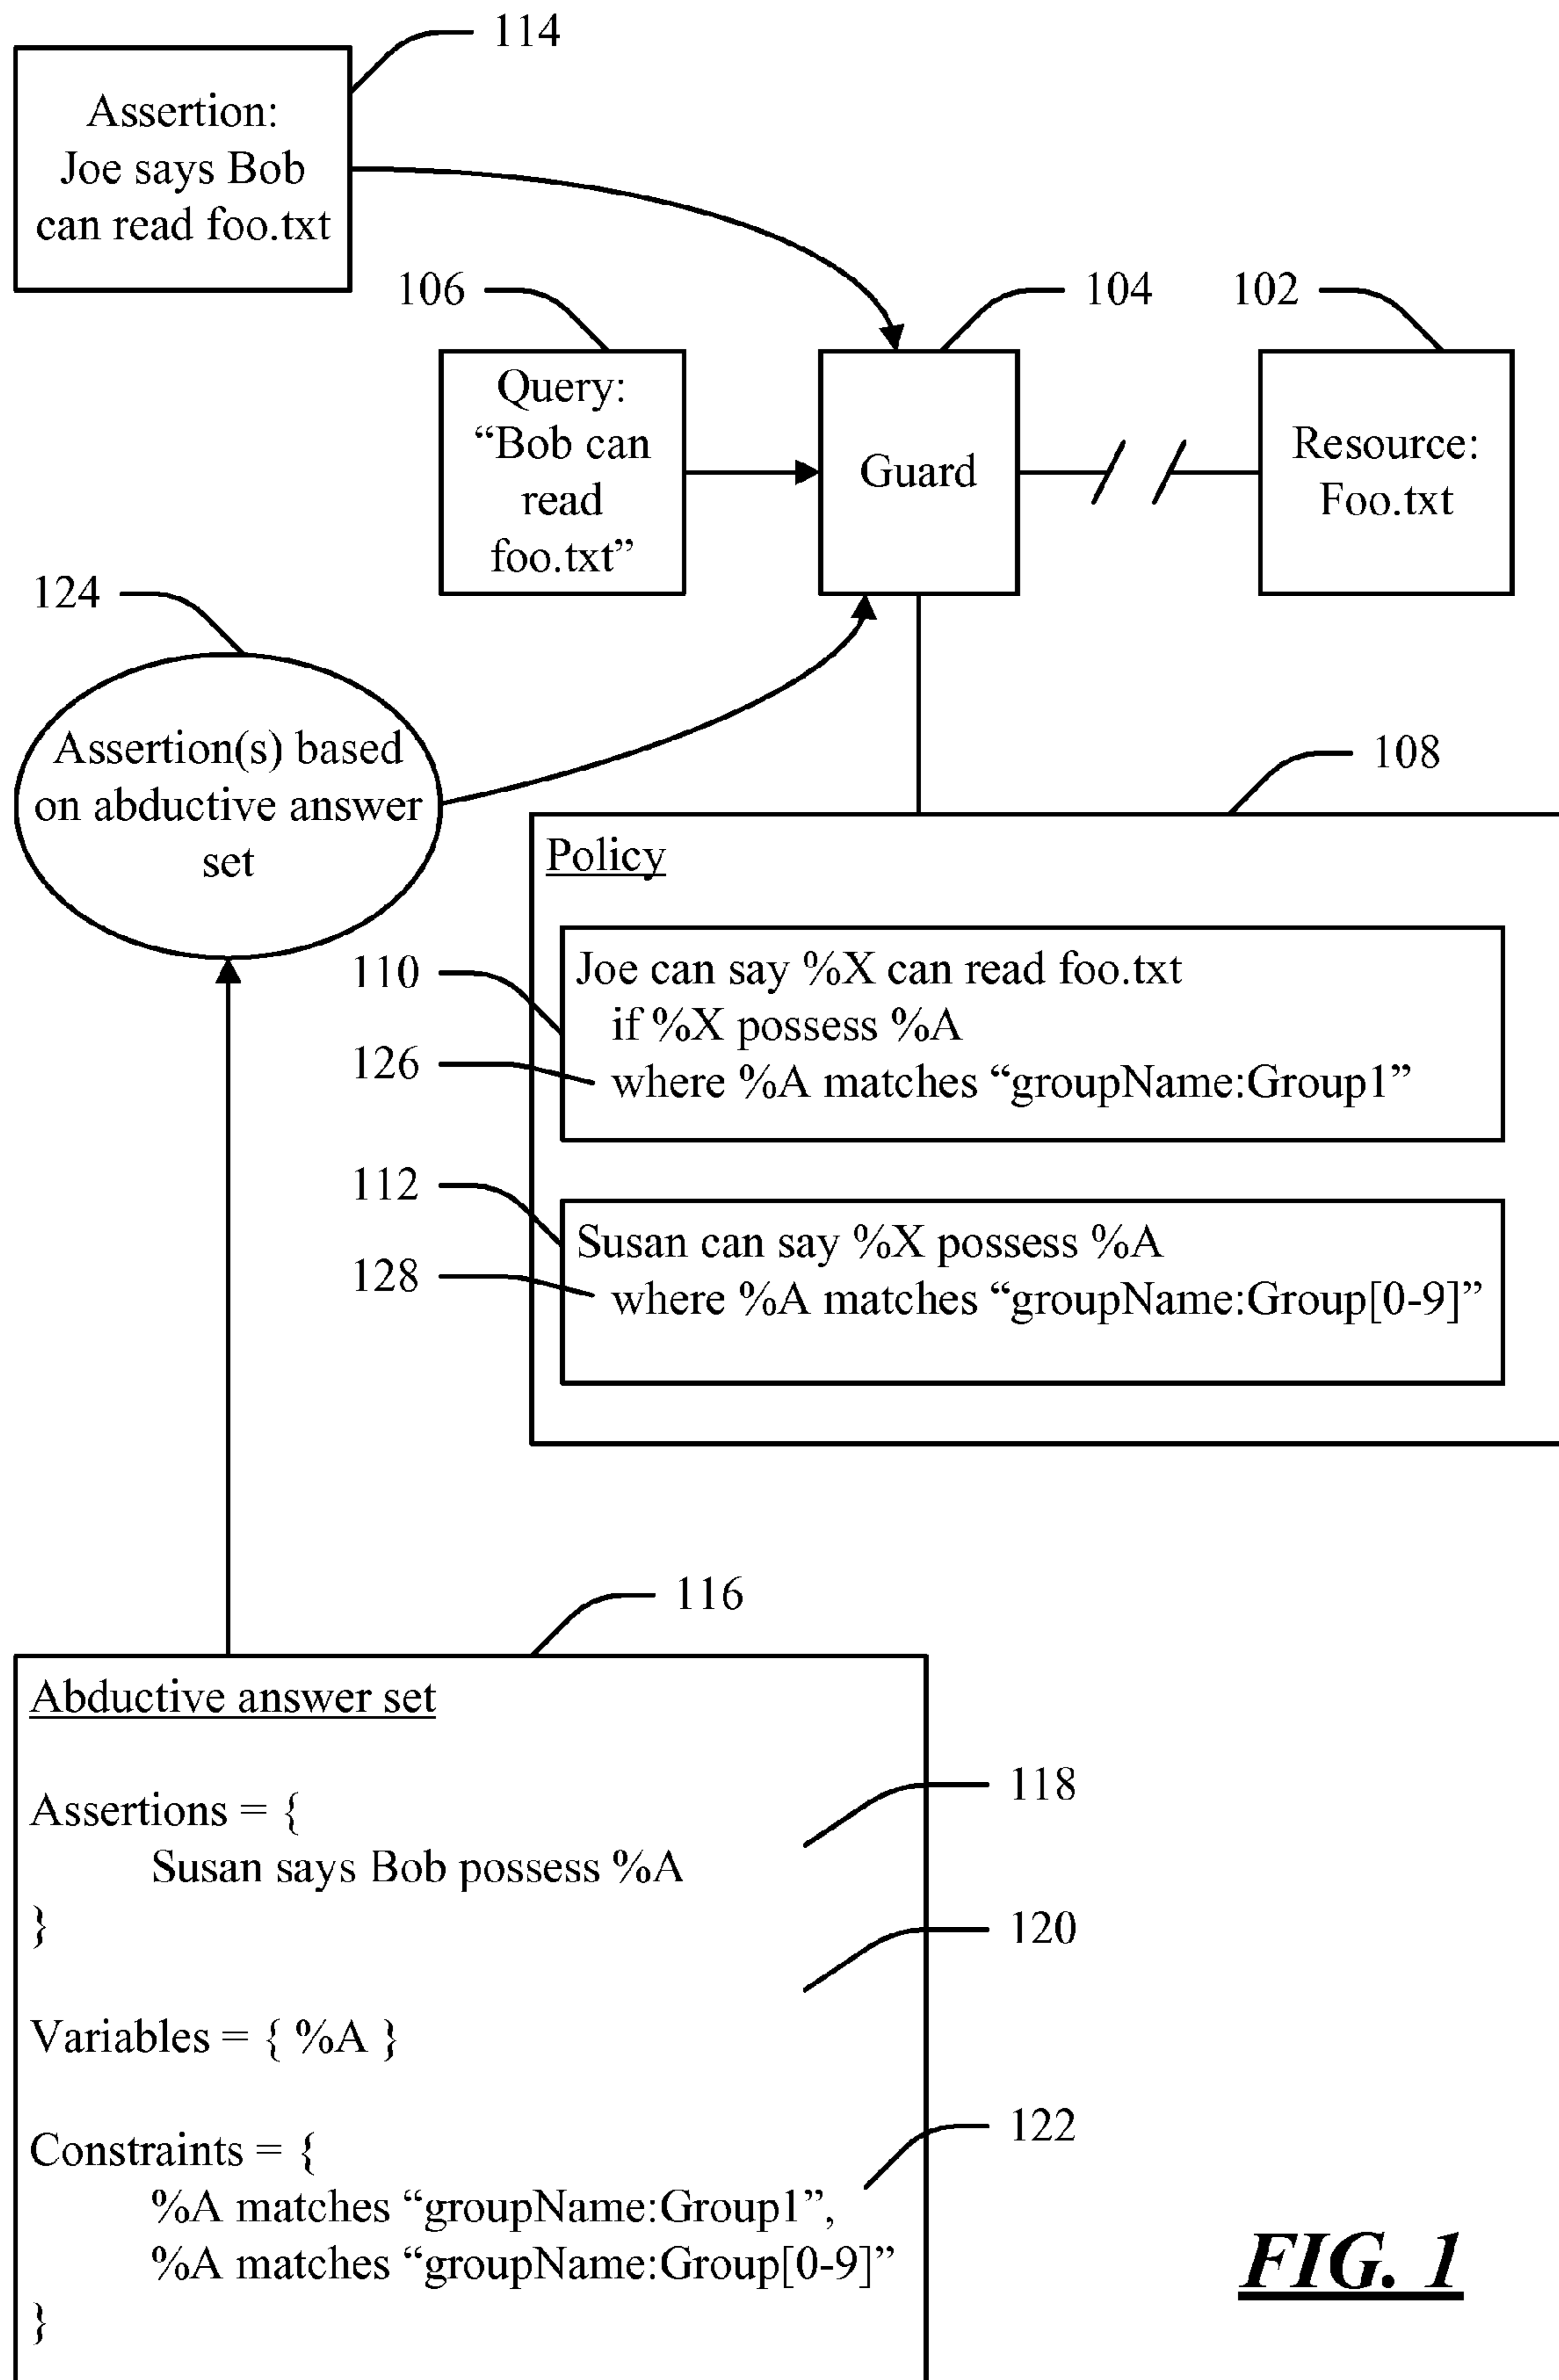 114
Assertion:
Joe says Bob
can read foo.txt
106
104
102
Query:
“Bob can
read
foo.txt”
Guard
Resource:
Foo.txt
124
Assertion(s) based
on abductive answer
set
108
Policy
110
Joe can say %X can read foo.txt
if %X possess %A
126
where %A matches “groupName:Group1”
112
Susan can say %X possess %A
128
where %A matches “groupName:Group[0-9]”
116
Abductive answer set
118
Assertions = {
Susan says Bob possess %A
}
120
Variables = { %A }
122
Constraints = {
%A matches “groupName:Group1”,
%A matches “groupName:Group[0-9]”
}
FIG. 1